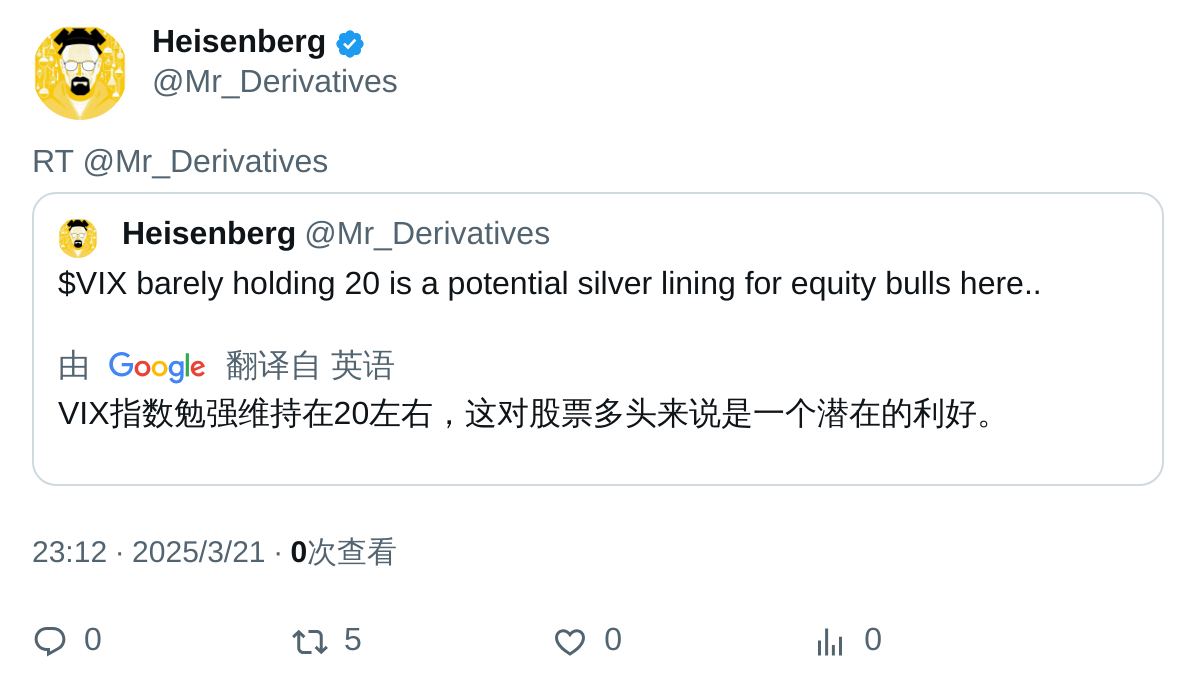 Heisenberg
@Mr_Derivatives
RT @Mr_Derivatives
Heisenberg @Mr_Derivatives
$VIX barely holding 20 is a potential silver lining for equity bulls here..
由 Google 翻译自 英语
VIX指数勉强维持在20左右，这对股票多头来说是一个潜在的利好。
23:12 · 2025/3/21 · 0次查看
0 5 0 0